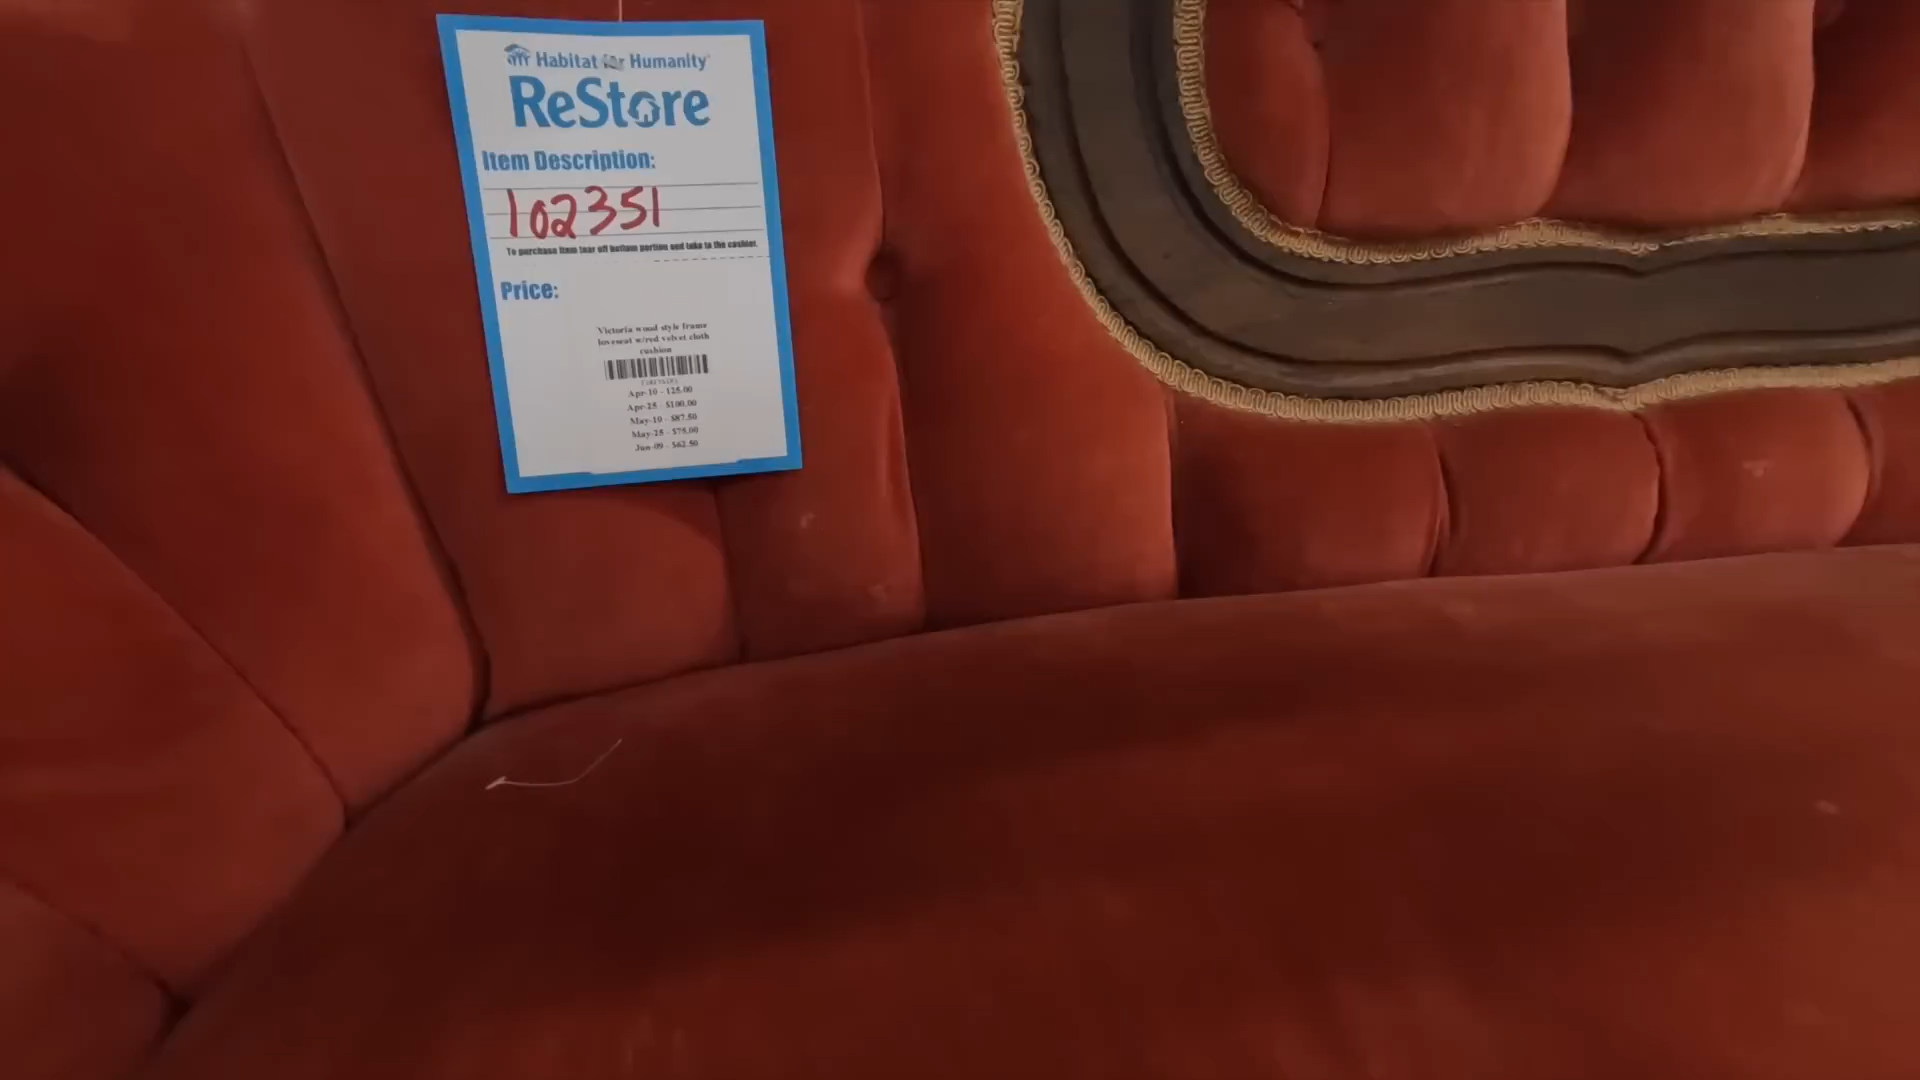 Habitat for Humanity
ReStore
Item Description:
102351
To purchase item tear off bottom portion and take to the cashier.
Price:
Victoria wood style frame
loveseat w/red velvet cloth
cushion
Apr-10 - 125.00
Apr-25 - $100.00
May-10 - $87.50
May-25 - $75.00
Jun-09 - $62.50